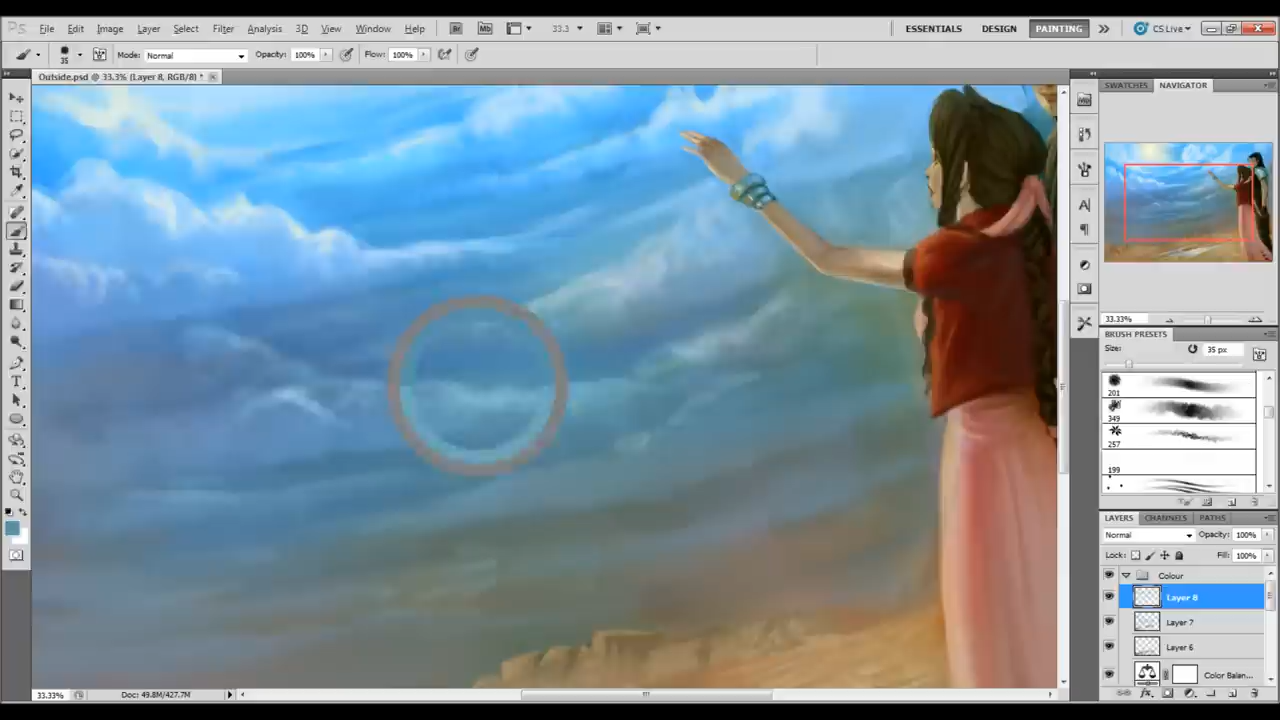 Ps File Edit Image Layer Select Filter Analysis 3D View Window Help Br Mb 33.3 ESSENTIALS DESIGN PAINTING CS Live
35 Mode: Normal Opacity: 100% Flow: 100%
Outside.psd @ 33.3% (Layer 8, RGB/8) *
SWATCHES NAVIGATOR
33.33%
BRUSH PRESETS
Size: 35 px
201
349
257
199
LAYERS CHANNELS PATHS
Normal Opacity: 100%
Lock: Fill: 100%
Colour
Layer 8
Layer 7
Layer 6
Color Balan...
33.33% Doc: 49.8M/427.7M